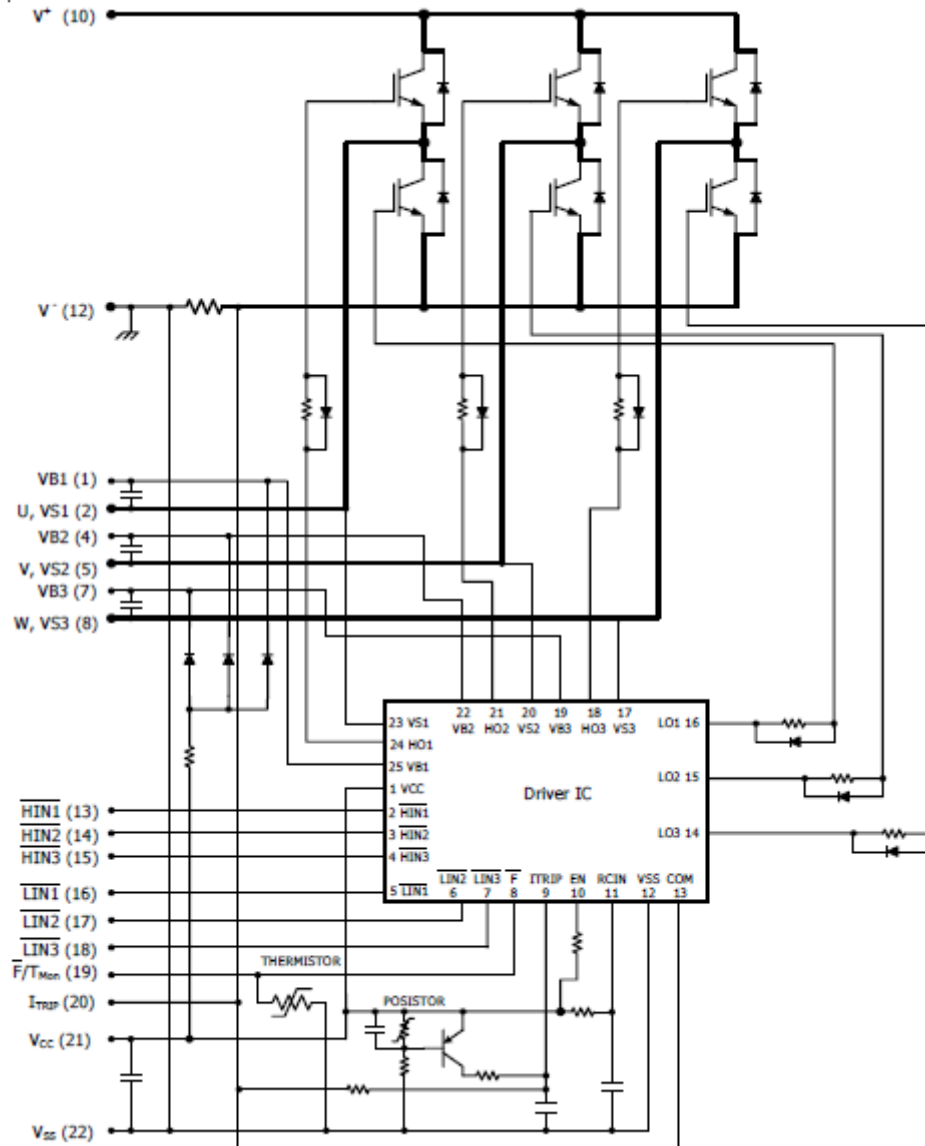 V⁺ (10)
V⁻ (12)
VB1 (1)
U, VS1 (2)
VB2 (4)
V, VS2 (5)
VB3 (7)
W, VS3 (8)
22 21 20 19 18 17
VB2 HO2 VS2 VB3 HO3 VS3
23 VS1
24 HO1
25 VB1
1 VCC
2 HIN1
3 HIN2
4 HIN3
5 LIN1
LO1 16
LO2 15
LO3 14
Driver IC
LIN2 LIN3 F ITRIP EN RCIN VSS COM
6 7 8 9 10 11 12 13
HIN1 (13)
HIN2 (14)
HIN3 (15)
LIN1 (16)
LIN2 (17)
LIN3 (18)
F/TMon (19)
THERMISTOR
ITRIP (20)
POSISTOR
VCC (21)
VSS (22)